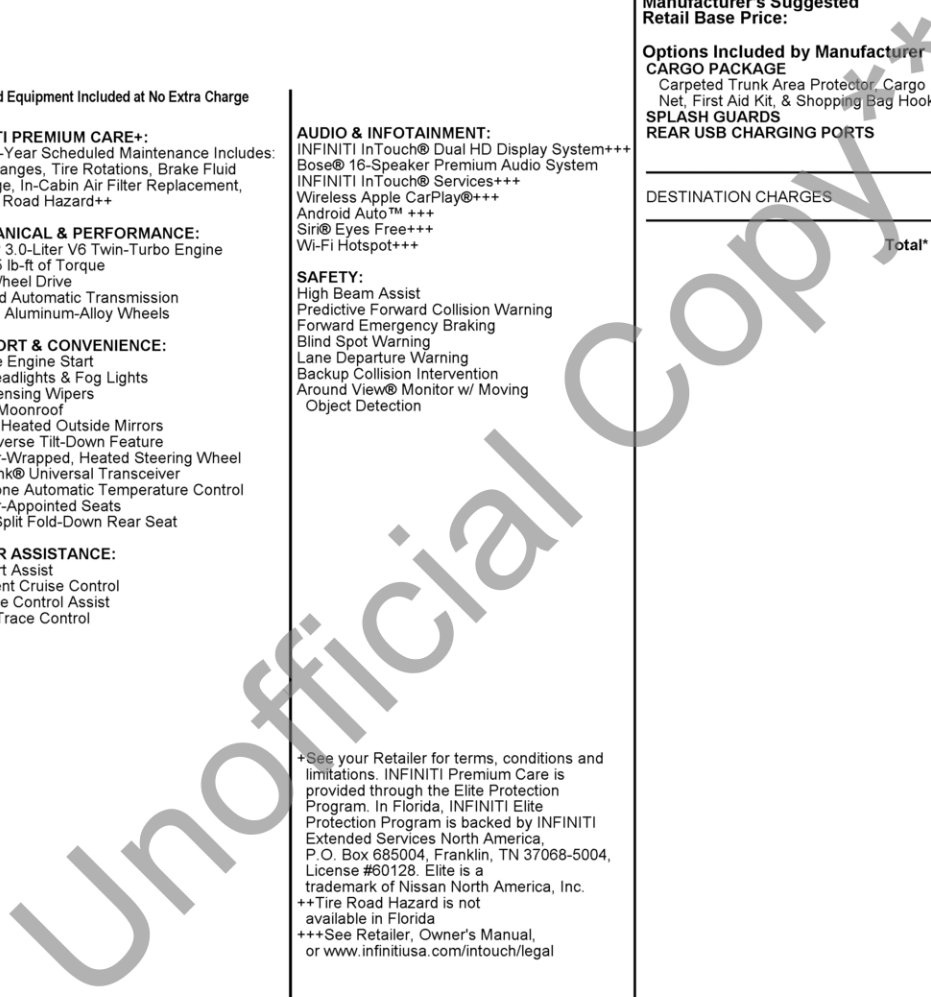 d Equipment Included at No Extra Charge
TI PREMIUM CARE+:
-Year Scheduled Maintenance Includes:
anges, Tire Rotations, Brake Fluid
ge, In-Cabin Air Filter Replacement,
Road Hazard++
ANICAL & PERFORMANCE:
3.0-Liter V6 Twin-Turbo Engine
lb-ft of Torque
heel Drive
d Automatic Transmission
Aluminum-Alloy Wheels
ORT & CONVENIENCE:
e Engine Start
eadlights & Fog Lights
ensing Wipers
Moonroof
Heated Outside Mirrors
verse Tilt-Down Feature
r-Wrapped, Heated Steering Wheel
nk® Universal Transceiver
one Automatic Temperature Control
r-Appointed Seats
Split Fold-Down Rear Seat
R ASSISTANCE:
rt Assist
ent Cruise Control
e Control Assist
Trace Control
AUDIO & INFOTAINMENT:
INFINITI InTouch® Dual HD Display System+++
Bose® 16-Speaker Premium Audio System
INFINITI InTouch® Services+++
Wireless Apple CarPlay®+++
Android Auto™ +++
Siri® Eyes Free+++
Wi-Fi Hotspot+++
SAFETY:
High Beam Assist
Predictive Forward Collision Warning
Forward Emergency Braking
Blind Spot Warning
Lane Departure Warning
Backup Collision Intervention
Around View® Monitor w/ Moving
Object Detection
+See your Retailer for terms, conditions and
limitations. INFINITI Premium Care is
provided through the Elite Protection
Program. In Florida, INFINITI Elite
Protection Program is backed by INFINITI
Extended Services North America,
P.O. Box 685004, Franklin, TN 37068-5004,
License #60128. Elite is a
trademark of Nissan North America, Inc.
++Tire Road Hazard is not
available in Florida
+++See Retailer, Owner's Manual,
or www.infinitiusa.com/intouch/legal
Manufacturer's Suggested
Retail Base Price:
Options Included by Manufacturer
CARGO PACKAGE
Carpeted Trunk Area Protector, Cargo
Net, First Aid Kit, & Shopping Bag Hook
SPLASH GUARDS
REAR USB CHARGING PORTS
DESTINATION CHARGES
Total*
Unofficial Copy**